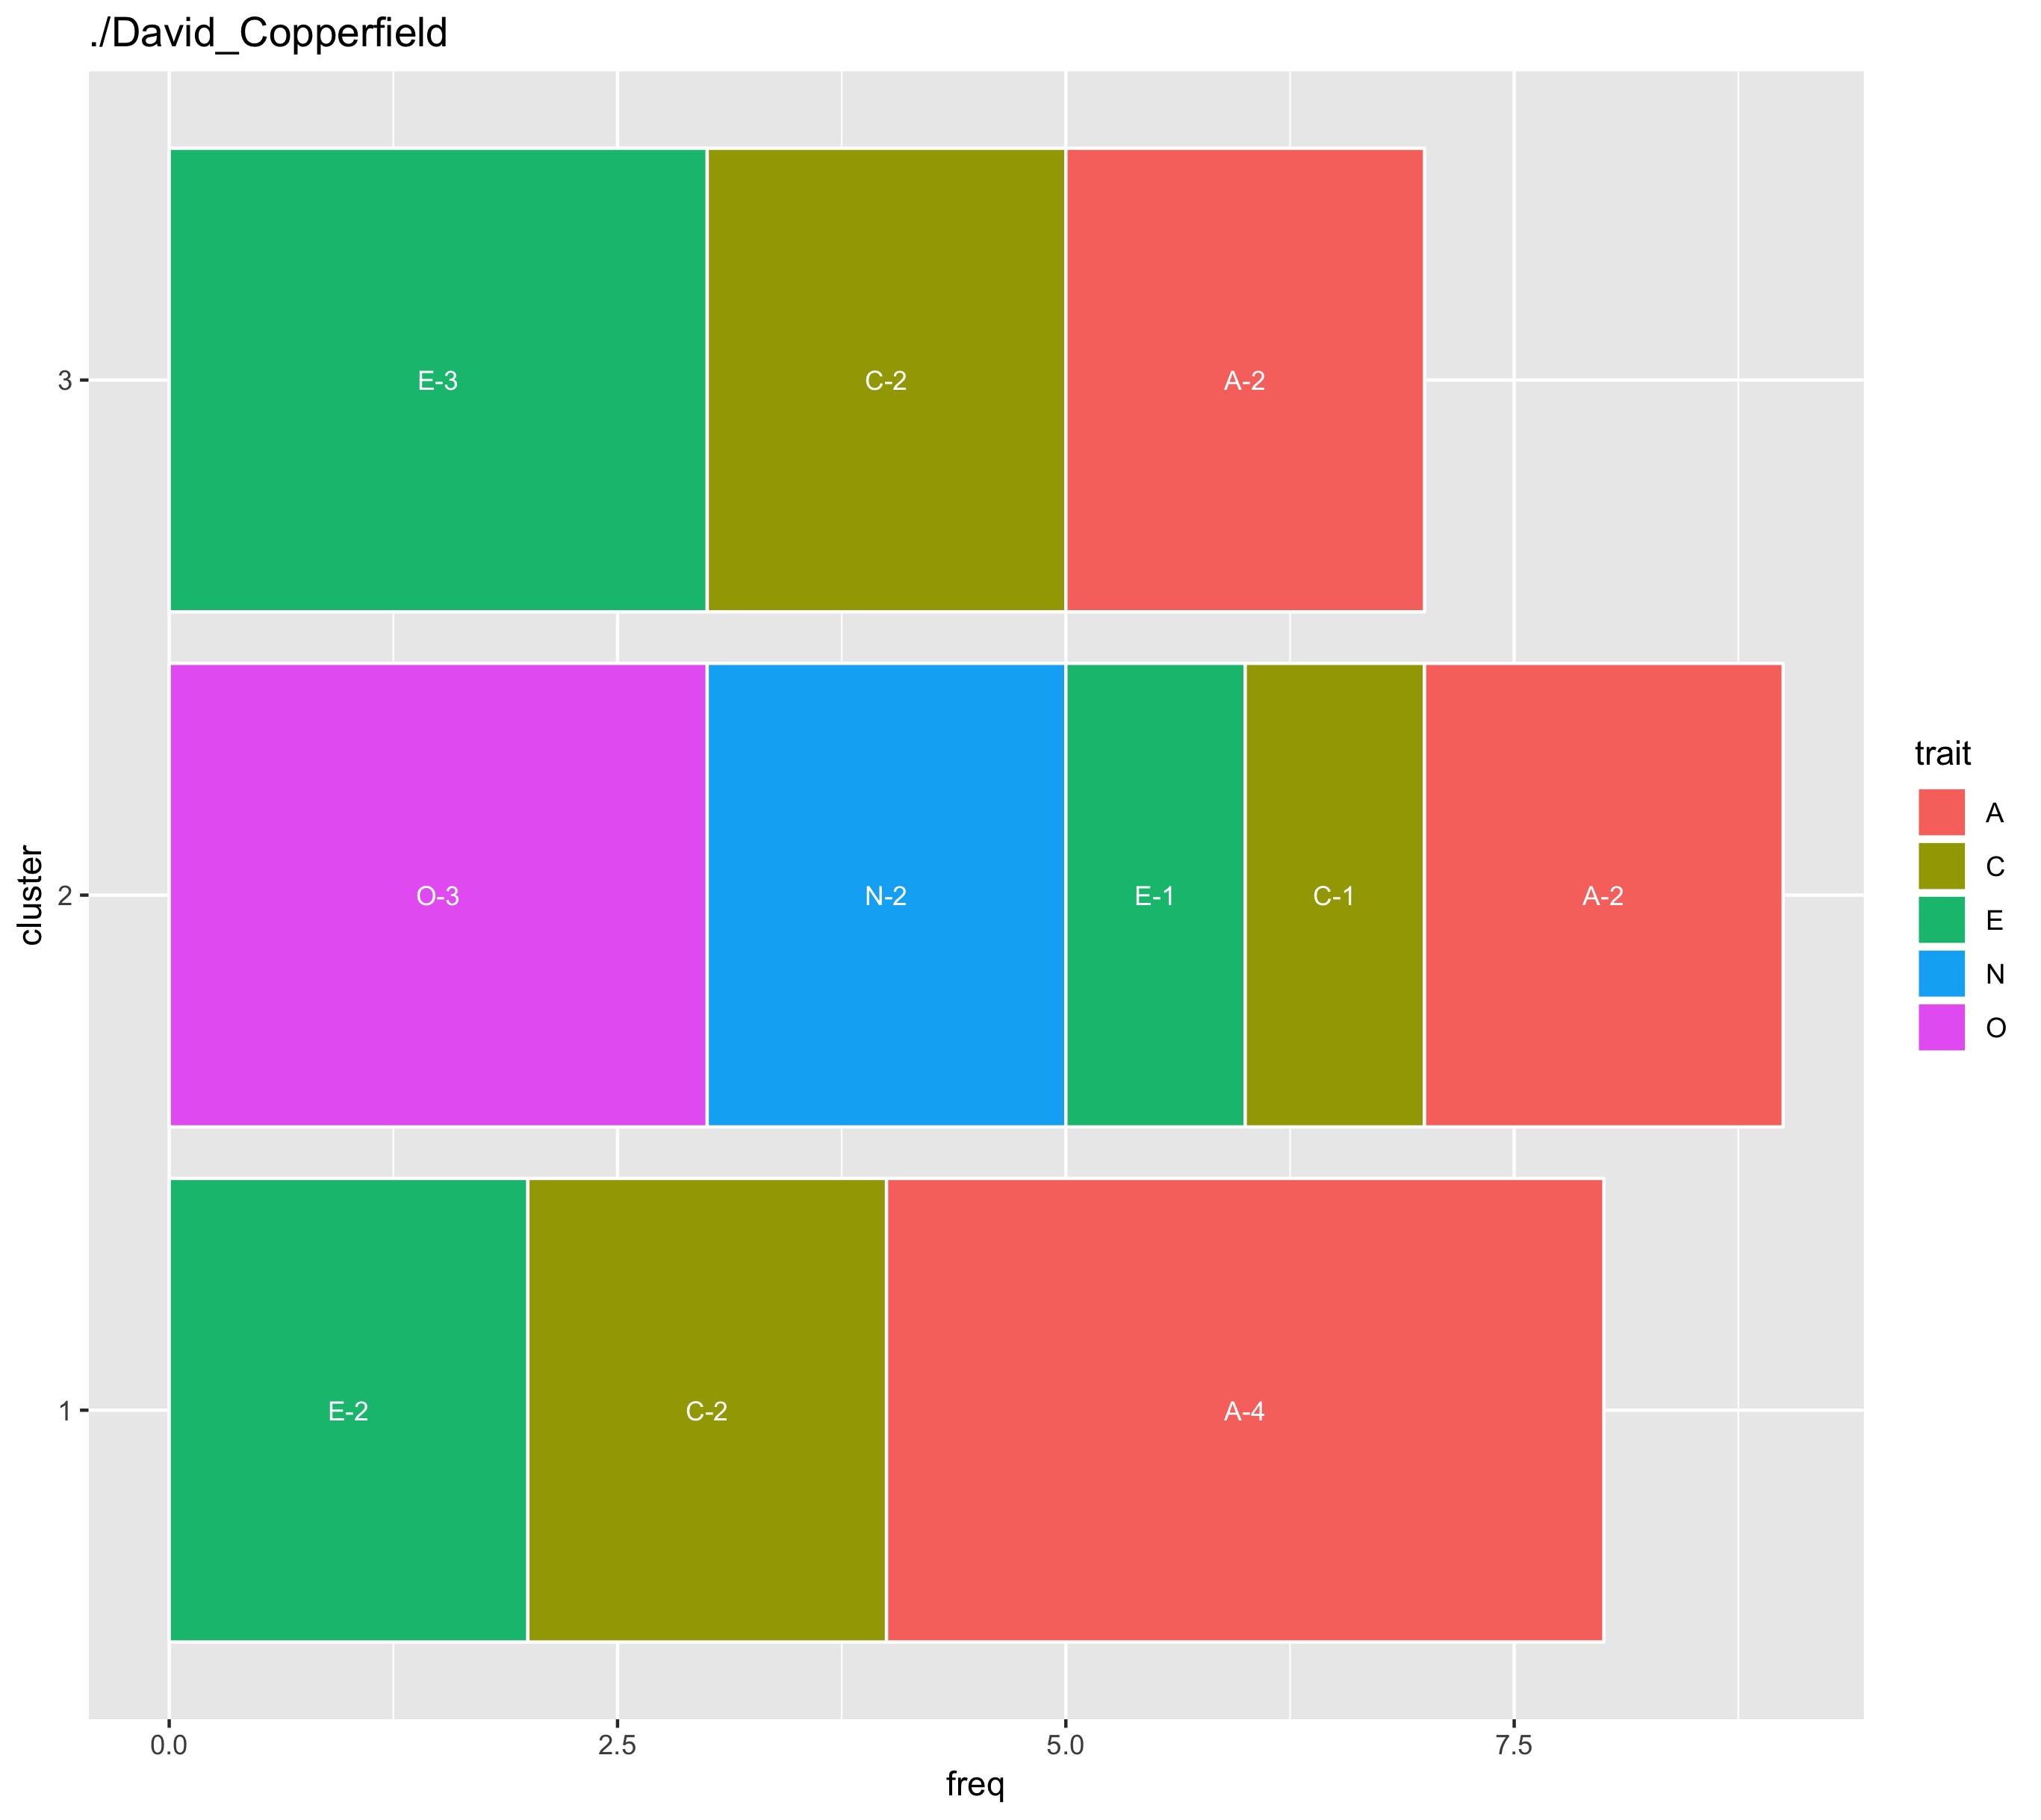 ./David_Copperfield
cluster
3
E-3 C-2 A-2
2
O-3 N-2 E-1 C-1 A-2
1
E-2 C-2 A-4
0.0 2.5 5.0 7.5
freq
trait
A
C
E
N
O